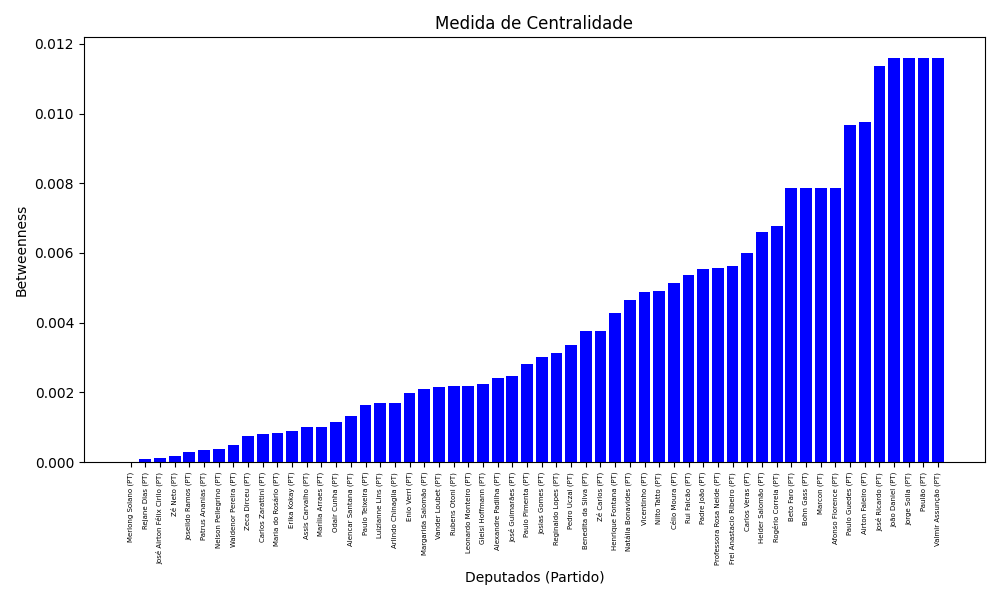 Medida de Centralidade
Betweenness
0.012
0.010
0.008
0.006
0.004
0.002
0.000
Merlong Solano (PT)
Rejane Dias (PT)
José Airton Félix Cirilo (PT)
Zé Neto (PT)
Joseildo Ramos (PT)
Patrus Ananias (PT)
Nelson Pellegrino (PT)
Waldenor Pereira (PT)
Zeca Dirceu (PT)
Carlos Zarattini (PT)
Maria do Rosário (PT)
Erika Kokay (PT)
Assis Carvalho (PT)
Marília Arraes (PT)
Odair Cunha (PT)
Alencar Santana (PT)
Paulo Teixeira (PT)
Luizianne Lins (PT)
Arlindo Chinaglia (PT)
Enio Verri (PT)
Margarida Salomão (PT)
Vander Loubet (PT)
Rubens Otoni (PT)
Leonardo Monteiro (PT)
Gleisi Hoffmann (PT)
Alexandre Padilha (PT)
José Guimarães (PT)
Paulo Pimenta (PT)
Josias Gomes (PT)
Reginaldo Lopes (PT)
Pedro Uczai (PT)
Benedita da Silva (PT)
Zé Carlos (PT)
Henrique Fontana (PT)
Natália Bonavides (PT)
Vicentinho (PT)
Nilto Tatto (PT)
Célio Moura (PT)
Rui Falcão (PT)
Padre João (PT)
Professora Rosa Neide (PT)
Frei Anastacio Ribeiro (PT)
Carlos Veras (PT)
Helder Salomão (PT)
Rogério Correia (PT)
Beto Faro (PT)
Bohn Gass (PT)
Marcon (PT)
Afonso Florence (PT)
Paulo Guedes (PT)
Airton Faleiro (PT)
José Ricardo (PT)
João Daniel (PT)
Jorge Solla (PT)
Paulão (PT)
Valmir Assunção (PT)
Deputados (Partido)